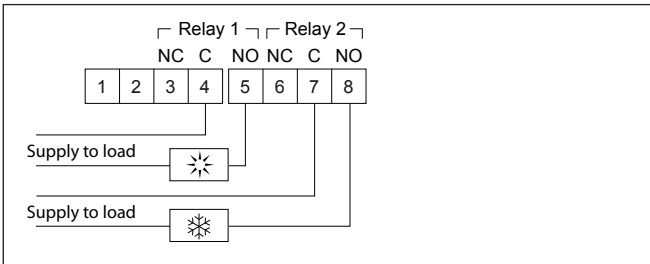 Relay 1 Relay 2
NC C NO NC C NO
1 2 3 4 5 6 7 8
Supply to load
Supply to load